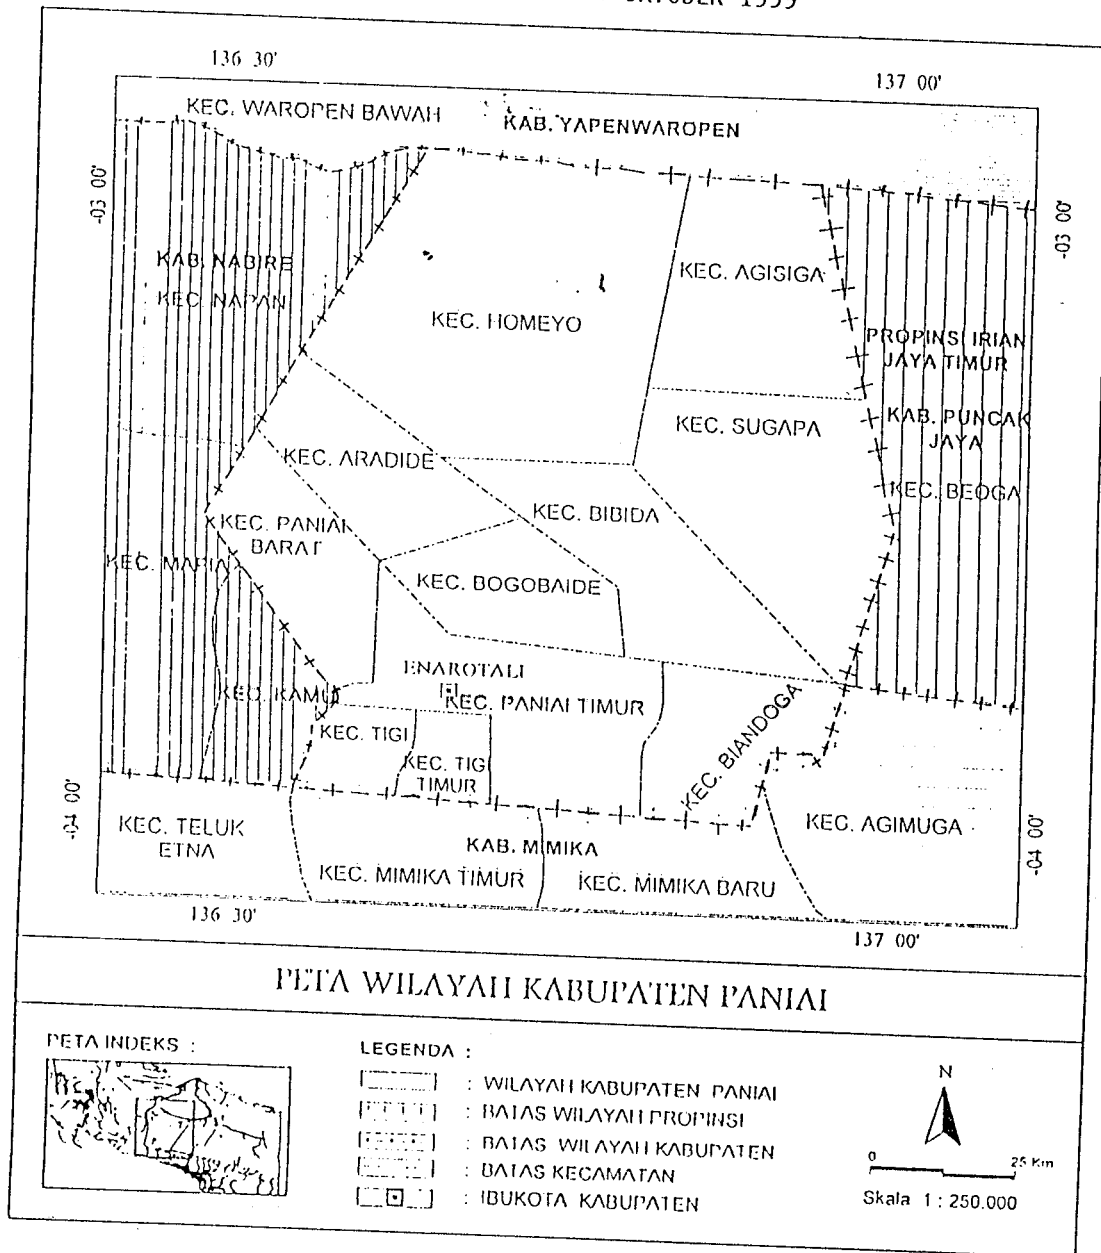 OKTOBER 1999
136 30'
137 00'
KEC. WAROPEN BAWAH
KAB. YAPENWAROPEN
-03 00'
-03 00'
KAB. NABIRE
KEC. NAPAN
KEC. AGISIGA
KEC. HOMEYO
PROPINSI IRIAN
JAYA TIMUR
KAB. PUNCAK
JAYA
KEC. SUGAPA
KEC. ARADIDE
KEC. BEOGA
KEC. BIBIDA
KEC. PANIAI
BARAT
KEC. MAPIA
KEC. BOGOBAIDE
ENAROTALI
KEC. KAMU
KEC. PANIAI TIMUR
KEC. BIANDOGA
KEC. TIGI
KEC. TIGI
TIMUR
-04 00'
-04 00'
KEC. TELUK
ETNA
KAB. MIMIKA
KEC. AGIMUGA
KEC. MIMIKA TIMUR
KEC. MIMIKA BARU
136 30'
137 00'
PETA WILAYAH KABUPATEN PANIAI
PETA INDEKS :
LEGENDA :
: WILAYAH KABUPATEN PANIAI
: BATAS WILAYAH PROPINSI
: BATAS WILAYAH KABUPATEN
: BATAS KECAMATAN
: IBUKOTA KABUPATEN
N
0 25 Km
Skala 1 : 250.000